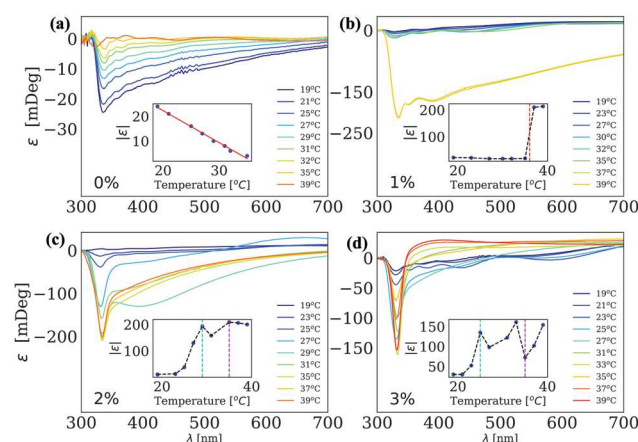 (a)
0
−10
−20
−30
ε [mDeg]
|ε|
20
10
20
30
Temperature [°C]
0%
19°C
21°C
25°C
27°C
29°C
31°C
32°C
35°C
39°C
300
400
500
600
700
(b)
100
0
−150
−250
ε [mDeg]
|ε|
200
100
20
40
Temperature [°C]
1%
19°C
23°C
27°C
30°C
32°C
35°C
37°C
39°C
300
400
500
600
700
(c)
0
−100
−200
ε [mDeg]
|ε|
200
100
20
30
40
Temperature [°C]
2%
19°C
23°C
25°C
27°C
29°C
31°C
35°C
37°C
39°C
300
400
500
600
700
λ [nm]
(d)
0
−50
−100
−150
|ε|
150
100
50
20
30
40
Temperature [°C]
3%
19°C
21°C
23°C
25°C
27°C
31°C
33°C
35°C
37°C
39°C
300
400
500
600
700
λ [nm]